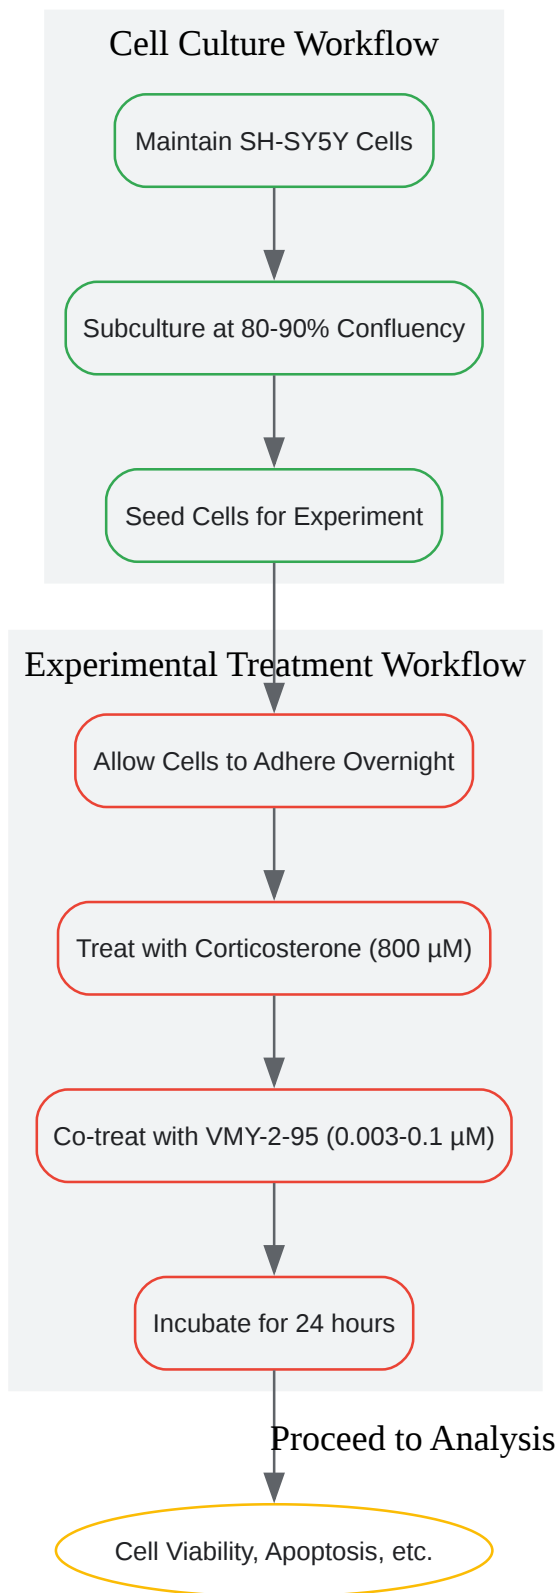 Cell Culture Workflow
Maintain SH-SY5Y Cells
Subculture at 80-90% Confluency
Seed Cells for Experiment
Experimental Treatment Workflow
Allow Cells to Adhere Overnight
Treat with Corticosterone (800 µM)
Co-treat with VMY-2-95 (0.003-0.1 µM)
Incubate for 24 hours
Proceed to Analysis
Cell Viability, Apoptosis, etc.